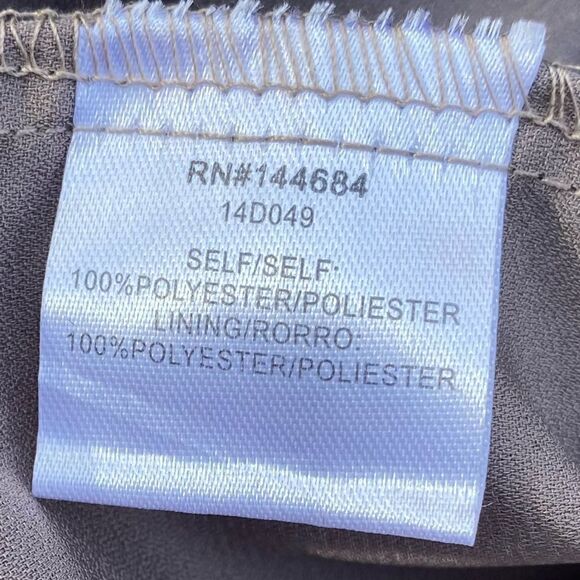 RN#144684
14D049
SELF/SELF:
100%POLYESTER/POLIESTER
LINING/RORRO:
100%POLYESTER/POLIESTER